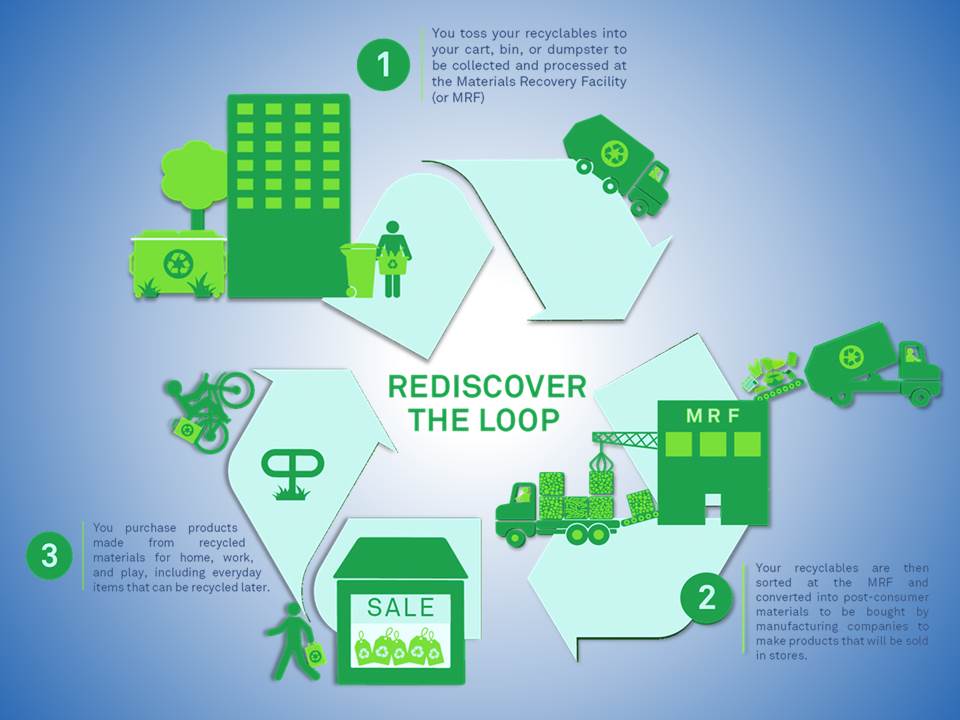 1
You toss your recyclables into
your cart, bin, or dumpster to
be collected and processed at
the Materials Recovery Facility
(or MRF)
REDISCOVER
THE LOOP
MRF
2
Your recyclables are then
sorted at the MRF and
converted into post-consumer
materials to be bought by
manufacturing companies to
make products that will be sold
in stores.
3
You purchase products
made from recycled
materials for home, work,
and play, including everyday
items that can be recycled later.
SALE